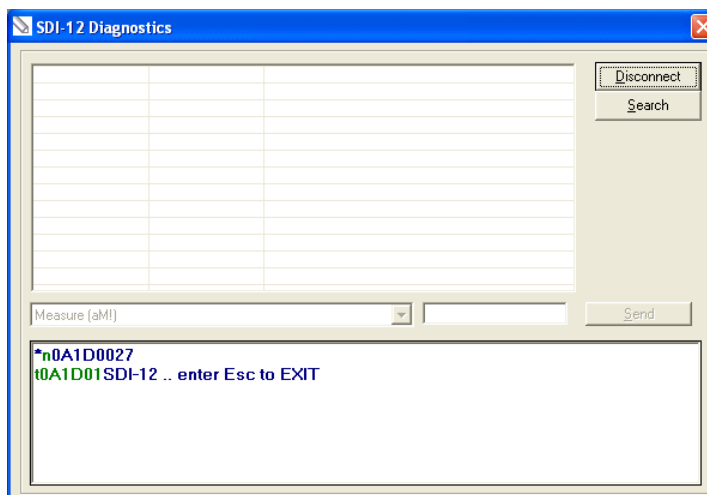 SDI-12 Diagnostics
Disconnect
Search
Measure (aM!)
Send
*n0A1D0027
t0A1D01SDI-12 .. enter Esc to EXIT